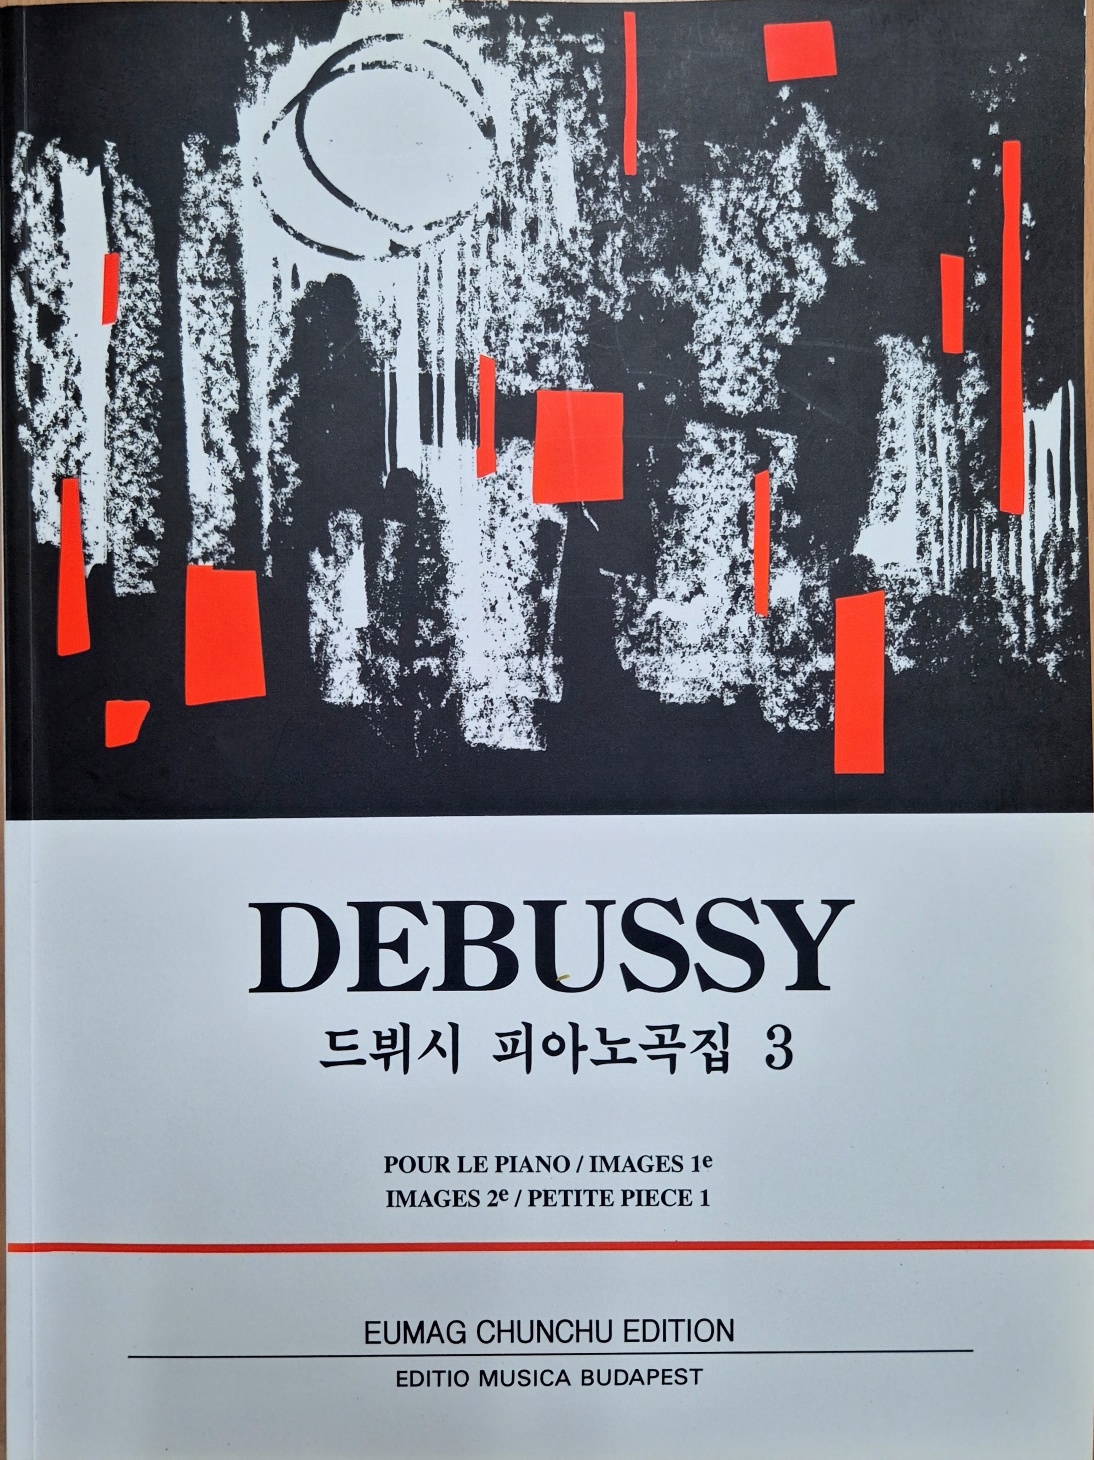 DEBUSSY
드뷔시 피아노곡집 3
POUR LE PIANO / IMAGES 1e
IMAGES 2e / PETITE PIECE 1
EUMAG CHUNCHU EDITION
EDITIO MUSICA BUDAPEST